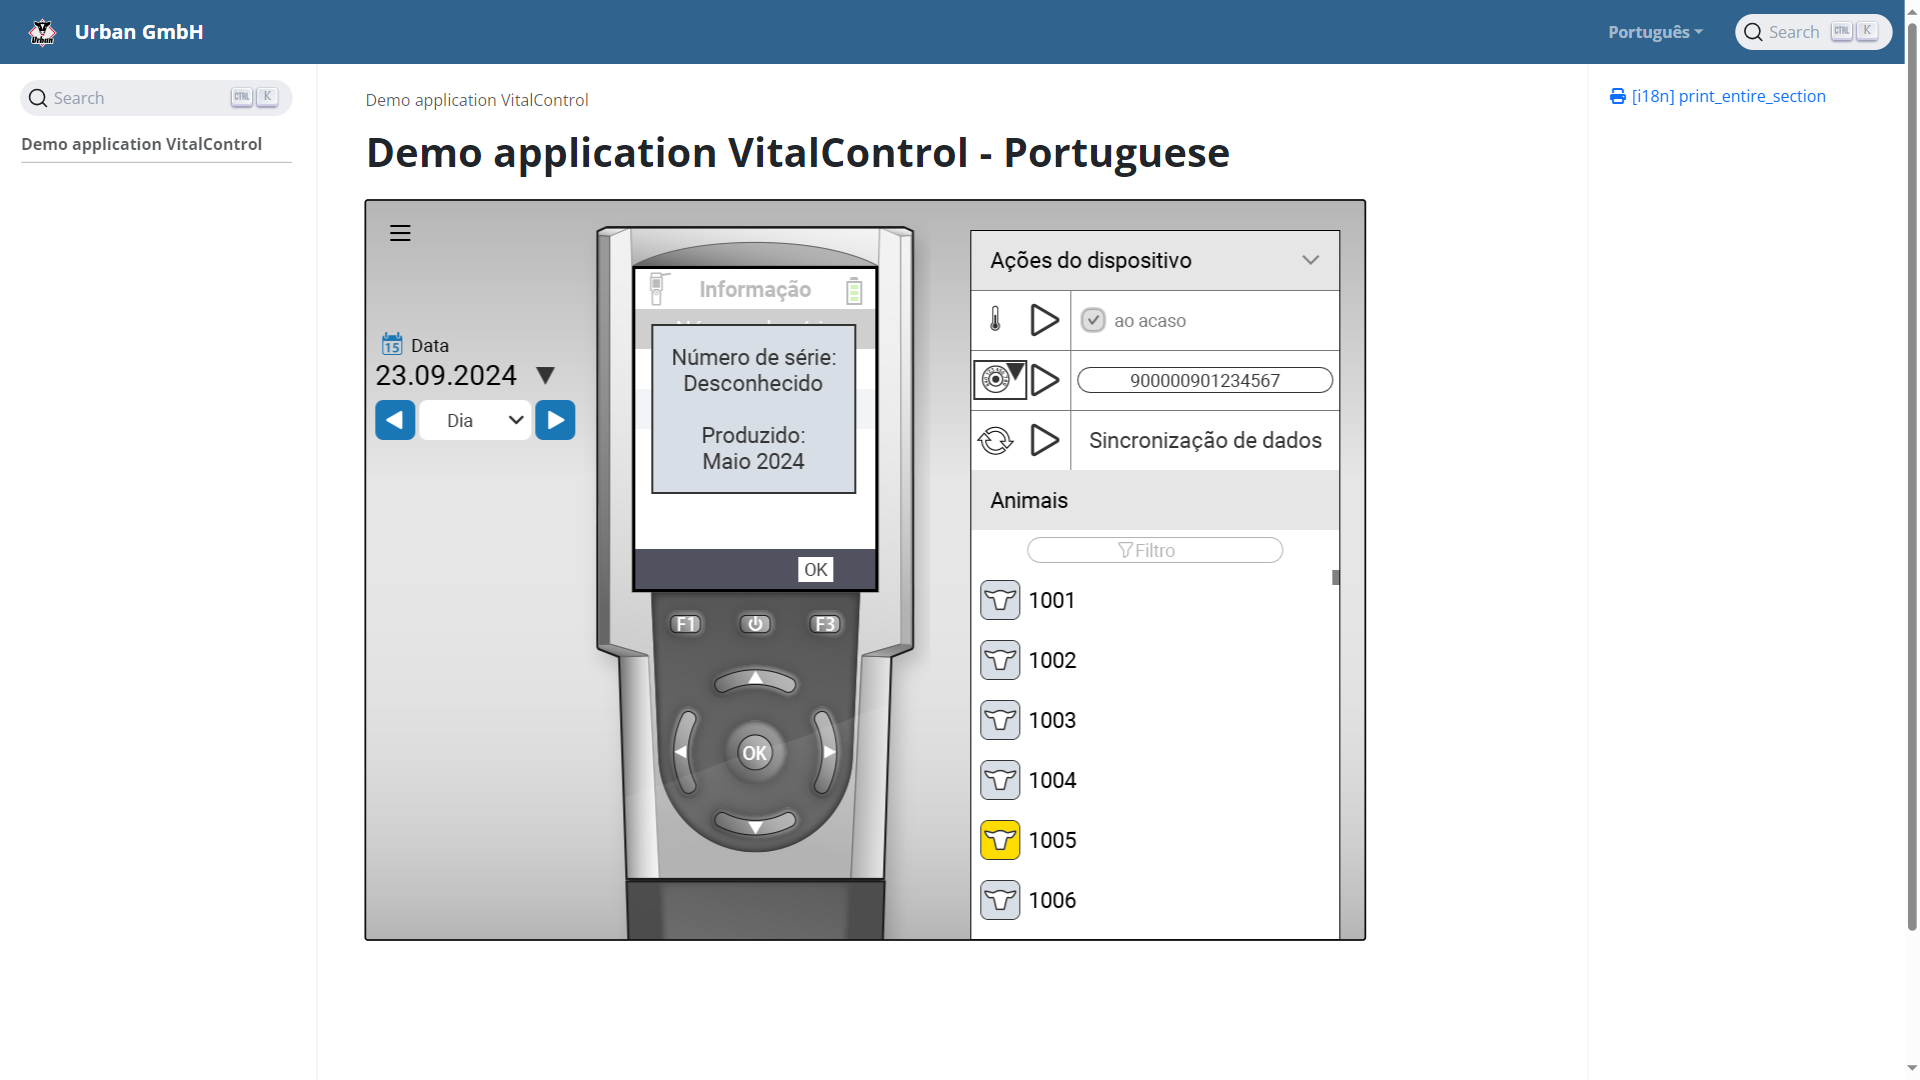 Urban GmbH
Português
Search CTRL K
Search CTRL K
Demo application VitalControl
Demo application VitalControl
Demo application VitalControl - Portuguese
[i18n] print_entire_section
15 Data
23.09.2024
Dia
Informação
Número de série:
Desconhecido
Produzido:
Maio 2024
OK
F1
F3
OK
Ações do dispositivo
ao acaso
900000901234567
Sincronização de dados
Animais
Filtro
1001
1002
1003
1004
1005
1006